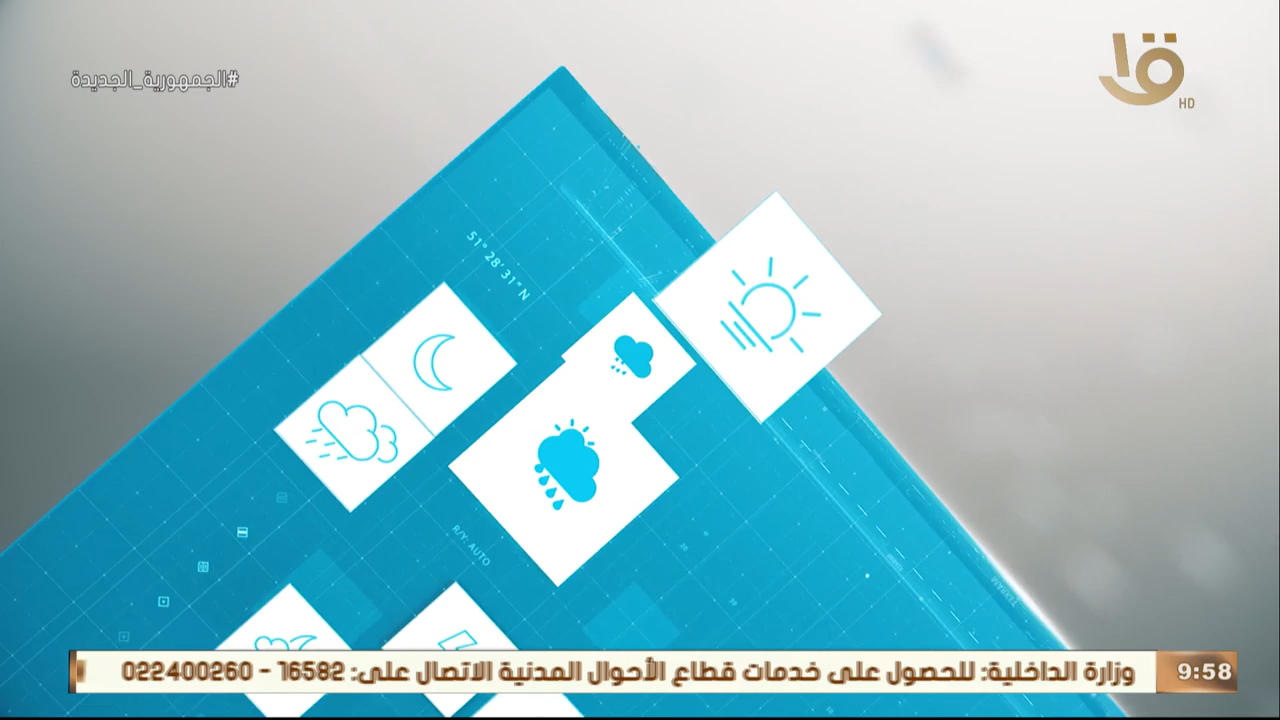 #الجمهورية_الجديدة
HD
51° 28' 31" N
R/Y: AUTO
وزارة الداخلية: للحصول على خدمات قطاع الأحوال المدنية الاتصال على: 16582 - 022400260
9:58